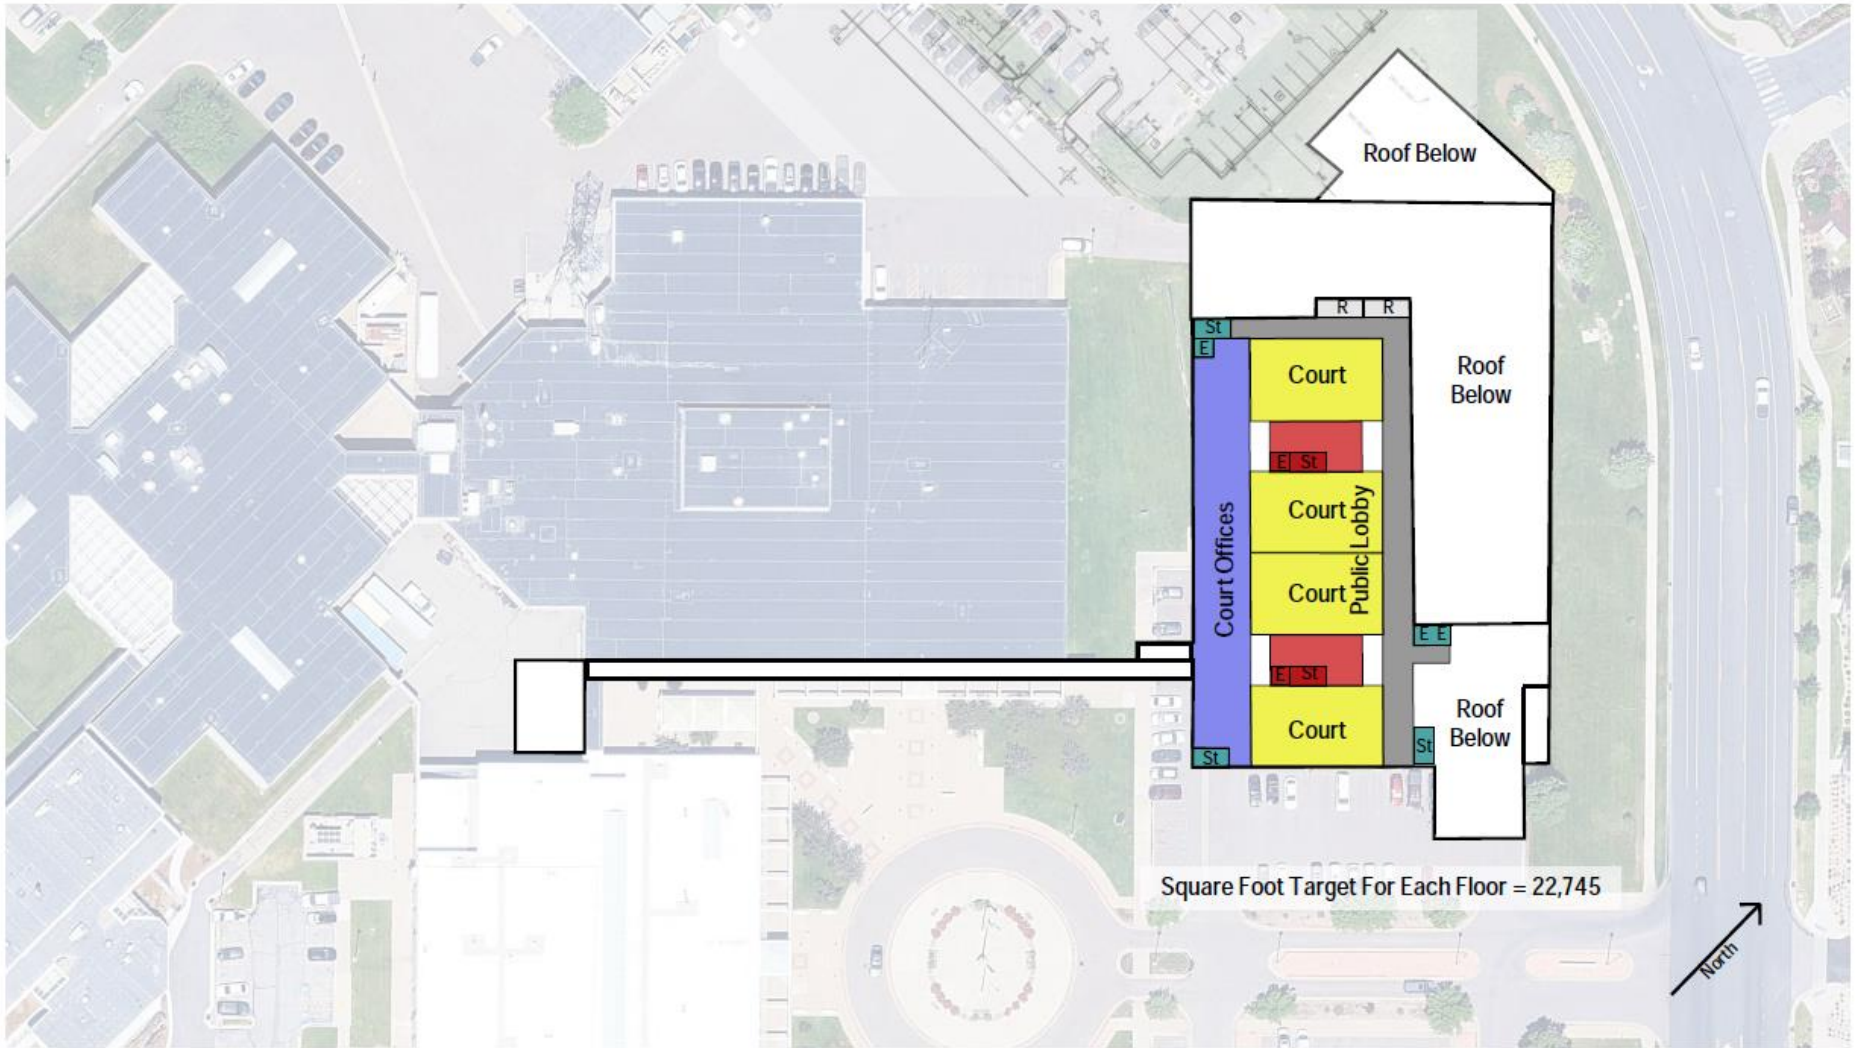 Roof Below
R R
St
E
Court
Roof
Below
E St
Court
Court Offices
Public Lobby
Court
E E
E St
Court
Roof
Below
St
St
Square Foot Target For Each Floor = 22,745
North